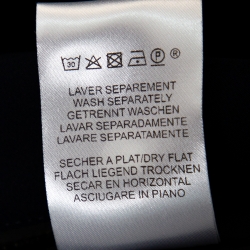 P ®
LAVER SEPAREMENT
WASH SEPARATELY
GETRENNT WASCHEN
LAVAR SEPARADAMENTE
LAVARE SEPARATAMENTE
SECHER A PLAT/DRY FLAT
FLACH LIEGEND TROCKNEN
SECAR EN HORIZONTAL
ASCIUGARE IN PIANO